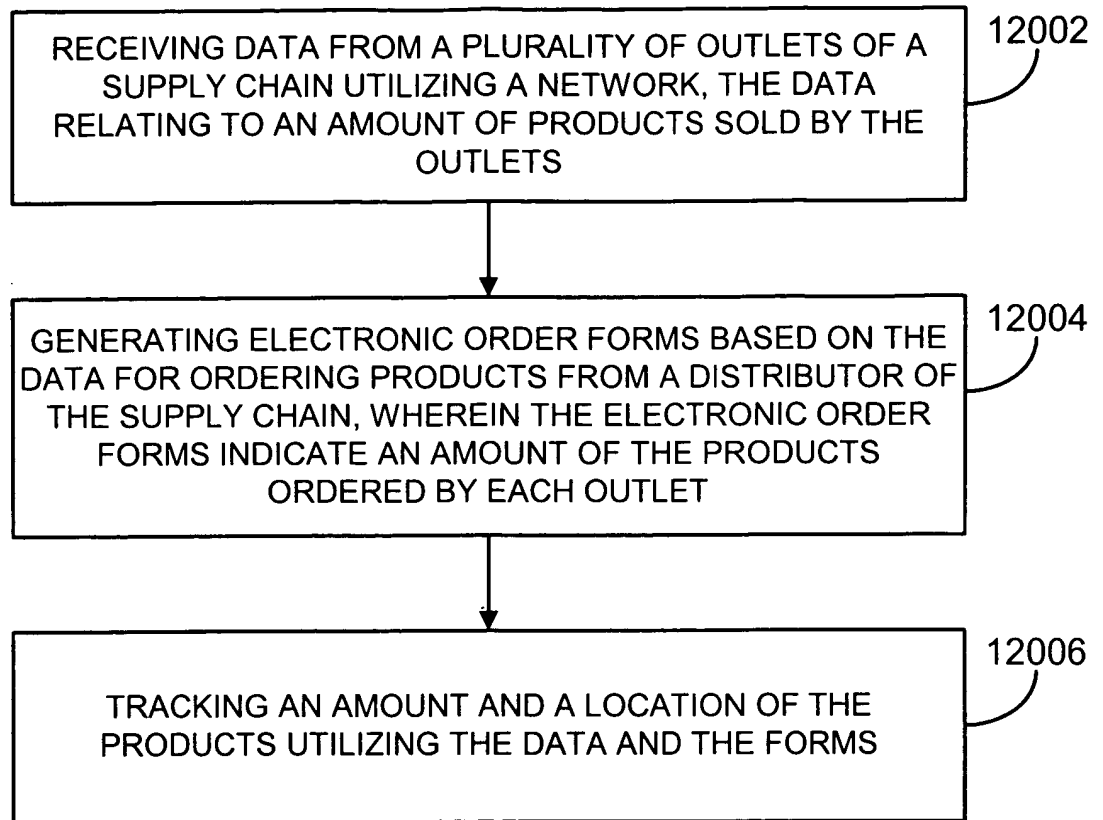 RECEIVING DATA FROM A PLURALITY OF OUTLETS OF A
SUPPLY CHAIN UTILIZING A NETWORK, THE DATA
RELATING TO AN AMOUNT OF PRODUCTS SOLD BY THE
OUTLETS
12002
GENERATING ELECTRONIC ORDER FORMS BASED ON THE
DATA FOR ORDERING PRODUCTS FROM A DISTRIBUTOR OF
THE SUPPLY CHAIN, WHEREIN THE ELECTRONIC ORDER
FORMS INDICATE AN AMOUNT OF THE PRODUCTS
ORDERED BY EACH OUTLET
12004
TRACKING AN AMOUNT AND A LOCATION OF THE
PRODUCTS UTILIZING THE DATA AND THE FORMS
12006